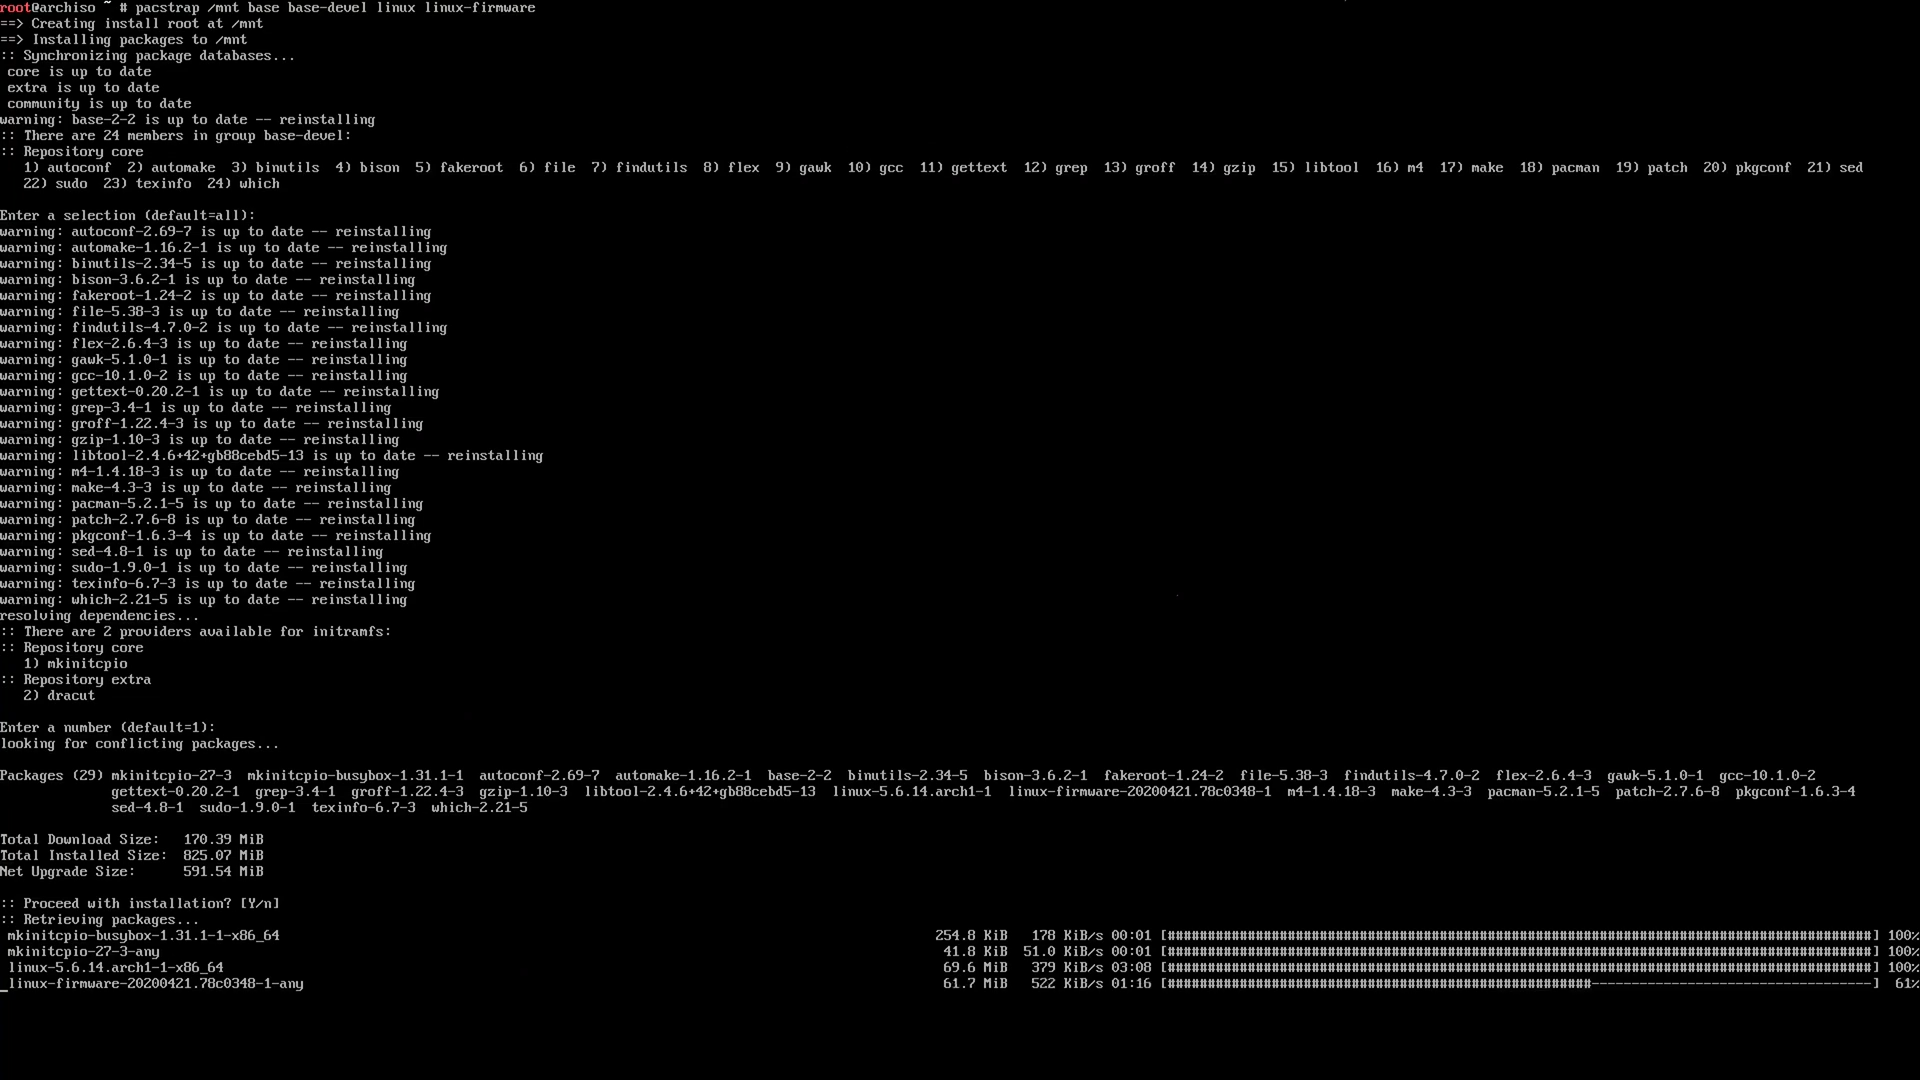 root@archiso ~ # pacstrap /mnt base base-devel linux linux-firmware
==> Creating install root at /mnt
==> Installing packages to /mnt
:: Synchronizing package databases...
core is up to date
extra is up to date
community is up to date
warning: base-2-2 is up to date -- reinstalling
:: There are 24 members in group base-devel:
:: Repository core
1) autoconf  2) automake  3) binutils  4) bison  5) fakeroot  6) file  7) findutils  8) flex  9) gawk  10) gcc  11) gettext  12) grep  13) groff  14) gzip  15) libtool  16) m4  17) make  18) pacman  19) patch  20) pkgconf  21) sed
22) sudo  23) texinfo  24) which
Enter a selection (default=all):
warning: autoconf-2.69-7 is up to date -- reinstalling
warning: automake-1.16.2-1 is up to date -- reinstalling
warning: binutils-2.34-5 is up to date -- reinstalling
warning: bison-3.6.2-1 is up to date -- reinstalling
warning: fakeroot-1.24-2 is up to date -- reinstalling
warning: file-5.38-3 is up to date -- reinstalling
warning: findutils-4.7.0-2 is up to date -- reinstalling
warning: flex-2.6.4-3 is up to date -- reinstalling
warning: gawk-5.1.0-1 is up to date -- reinstalling
warning: gcc-10.1.0-2 is up to date -- reinstalling
warning: gettext-0.20.2-1 is up to date -- reinstalling
warning: grep-3.4-1 is up to date -- reinstalling
warning: groff-1.22.4-3 is up to date -- reinstalling
warning: gzip-1.10-3 is up to date -- reinstalling
warning: libtool-2.4.6+42+gb88cebd5-13 is up to date -- reinstalling
warning: m4-1.4.18-3 is up to date -- reinstalling
warning: make-4.3-3 is up to date -- reinstalling
warning: pacman-5.2.1-5 is up to date -- reinstalling
warning: patch-2.7.6-8 is up to date -- reinstalling
warning: pkgconf-1.6.3-4 is up to date -- reinstalling
warning: sed-4.8-1 is up to date -- reinstalling
warning: sudo-1.9.0-1 is up to date -- reinstalling
warning: texinfo-6.7-3 is up to date -- reinstalling
warning: which-2.21-5 is up to date -- reinstalling
resolving dependencies...
:: There are 2 providers available for initramfs:
:: Repository core
1) mkinitcpio
:: Repository extra
2) dracut
Enter a number (default=1):
looking for conflicting packages...
Packages (29) mkinitcpio-27-3  mkinitcpio-busybox-1.31.1-1  autoconf-2.69-7  automake-1.16.2-1  base-2-2  binutils-2.34-5  bison-3.6.2-1  fakeroot-1.24-2  file-5.38-3  findutils-4.7.0-2  flex-2.6.4-3  gawk-5.1.0-1  gcc-10.1.0-2
gettext-0.20.2-1  grep-3.4-1  groff-1.22.4-3  gzip-1.10-3  libtool-2.4.6+42+gb88cebd5-13  linux-5.6.14.arch1-1  linux-firmware-20200421.78c0348-1  m4-1.4.18-3  make-4.3-3  pacman-5.2.1-5  patch-2.7.6-8  pkgconf-1.6.3-4
sed-4.8-1  sudo-1.9.0-1  texinfo-6.7-3  which-2.21-5
Total Download Size:   170.39 MiB
Total Installed Size:  825.07 MiB
Net Upgrade Size:      591.54 MiB
:: Proceed with installation? [Y/n]
:: Retrieving packages...
mkinitcpio-busybox-1.31.1-1-x86_64 254.8 KiB 178 KiB/s 00:01 [########################################################################################] 100%
mkinitcpio-27-3-any 41.8 KiB 51.0 KiB/s 00:01 [########################################################################################] 100%
linux-5.6.14.arch1-1-x86_64 69.6 MiB 379 KiB/s 03:08 [########################################################################################] 100%
_linux-firmware-20200421.78c0348-1-any 61.7 MiB 522 KiB/s 01:16 [#####################################################-----------------------------------] 61%